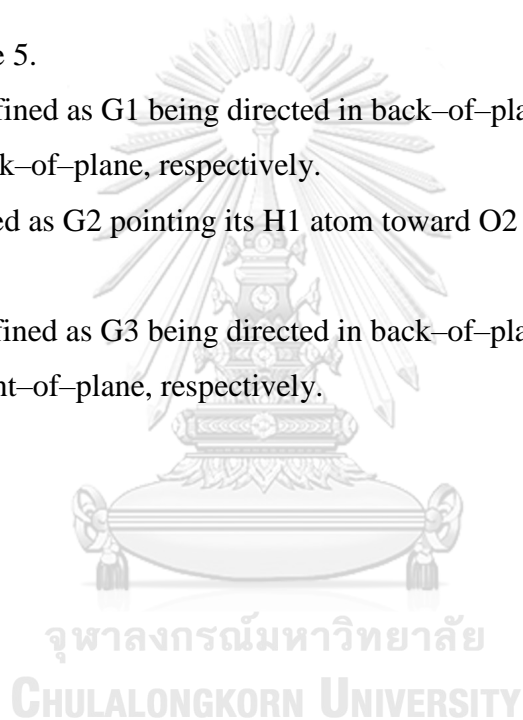 e 5.
fined as G1 being directed in back–of–pla
k–of–plane, respectively.
ed as G2 pointing its H1 atom toward O2
fined as G3 being directed in back–of–pla
nt–of–plane, respectively.
จุฬาลงกรณ์มหาวิทยาลัย
CHULALONGKORN UNIVERSITY